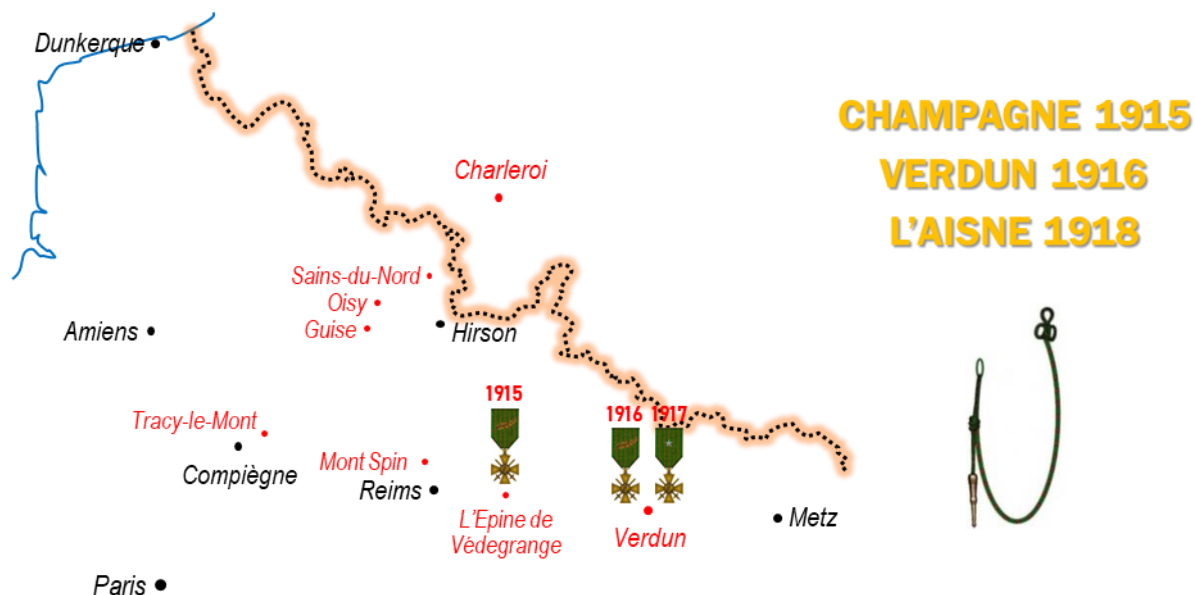 Dunkerque
CHAMPAGNE 1915
VERDUN 1916
L'AISNE 1918
Charleroi
Sains-du-Nord
Oisy
Guise
Amiens
Hirson
1915
1916
1917
Tracy-le-Mont
Compiègne
Mont Spin
Reims
L'Epine de
Védegrange
Verdun
Metz
Paris